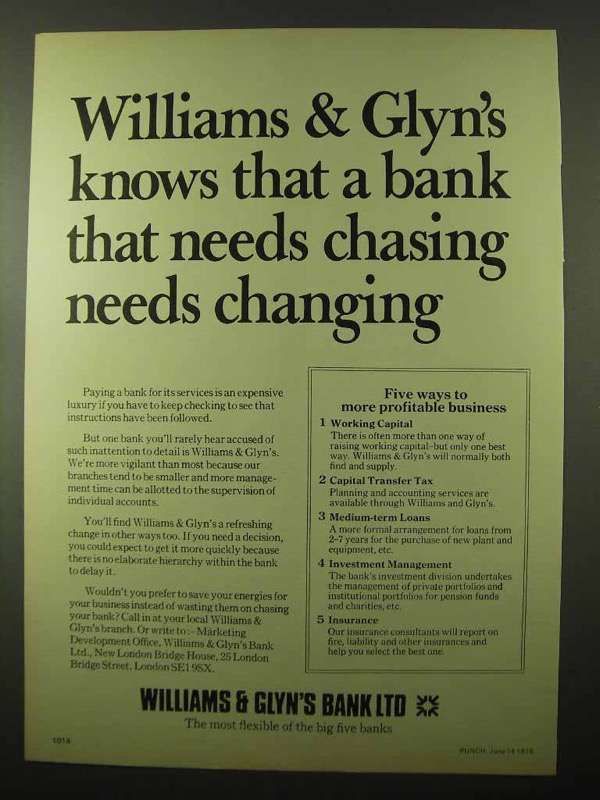 Williams & Glyn's
knows that a bank
that needs chasing
needs changing
Paying a bank for its services is an expensive
luxury if you have to keep checking to see that
instructions have been followed.
But one bank you'll rarely hear accused of
such inattention to detail is Williams & Glyn's.
We're more vigilant than most because our
branches tend to be smaller and more manage-
ment time can be allotted to the supervision of
individual accounts.
You'll find Williams & Glyn's a refreshing
change in other ways too. If you need a decision,
you could expect to get it more quickly because
there is no elaborate hierarchy within the bank
to delay it.
Wouldn't you prefer to save your energies for
your business instead of wasting them on chasing
your bank? Call in at your local Williams &
Glyn's branch. Or write to:- Marketing
Development Office, Williams & Glyn's Bank
Ltd., New London Bridge House, 25 London
Bridge Street, London SE1 9SX.
Five ways to
more profitable business
1 Working Capital
There is often more than one way of
raising working capital-but only one best
way. Williams & Glyn's will normally both
find and supply.
2 Capital Transfer Tax
Planning and accounting services are
available through Williams and Glyn's.
3 Medium-term Loans
A more formal arrangement for loans from
2-7 years for the purchase of new plant and
equipment, etc.
4 Investment Management
The bank's investment division undertakes
the management of private portfolios and
institutional portfolios for pension funds
and charities, etc.
5 Insurance
Our insurance consultants will report on
fire, liability and other insurances and
help you select the best one.
WILLIAMS & GLYN'S BANK LTD
The most flexible of the big five banks
PUNCH, June 14